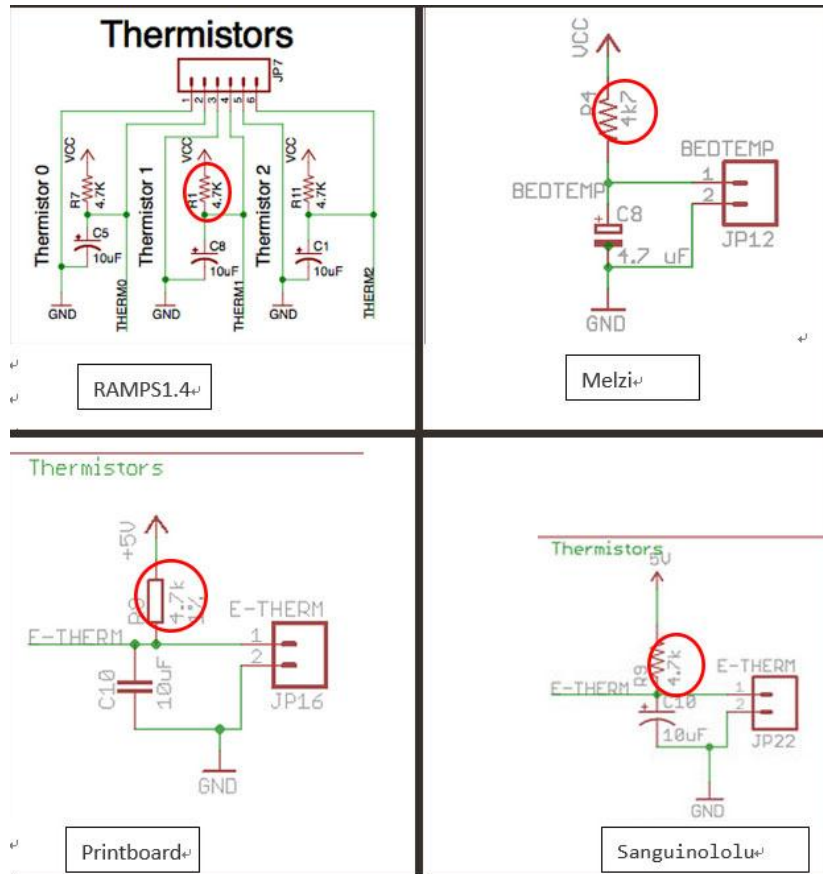 Thermistors
JP7
1 2 3 4 5 6
Thermistor 0
VCC
R7
4.7K
C5
10uF
GND
THERM0
Thermistor 1
VCC
R1
4.7K
C8
10uF
GND
THERM1
Thermistor 2
VCC
R11
4.7K
C1
10uF
GND
THERM2
RAMPS1.4
VCC
R4
4k7
BEDTEMP
BEDTEMP
1
2
JP12
C8
4.7 uF
GND
Melzi
Thermistors
+5V
R9
4.7k
1%
E-THERM
E-THERM
1
2
JP16
C10
10uF
GND
Printboard
Thermistors
5V
R9
4.7k
E-THERM
E-THERM
1
2
JP22
C10
10uF
GND
Sanguinololu